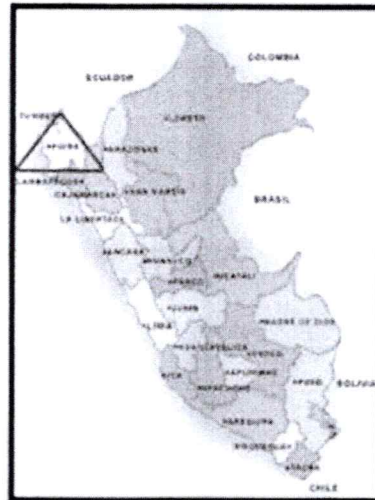 COLOMBIA
ECUADOR
TUMBES
LORETO
PIURA
AMAZONAS
LAMBAYEQUE
CAJAMARCA
SAN MARTIN
BRASIL
LA LIBERTAD
ANCASH
HUANUCO
UCAYALI
PASCO
JUNIN
LIMA
MADRE DE DIOS
HUANCAVELICA
CUSCO
ICA
APURIMAC
AYACUCHO
PUNO
BOLIVIA
AREQUIPA
MOQUEGUA
TACNA
CHILE